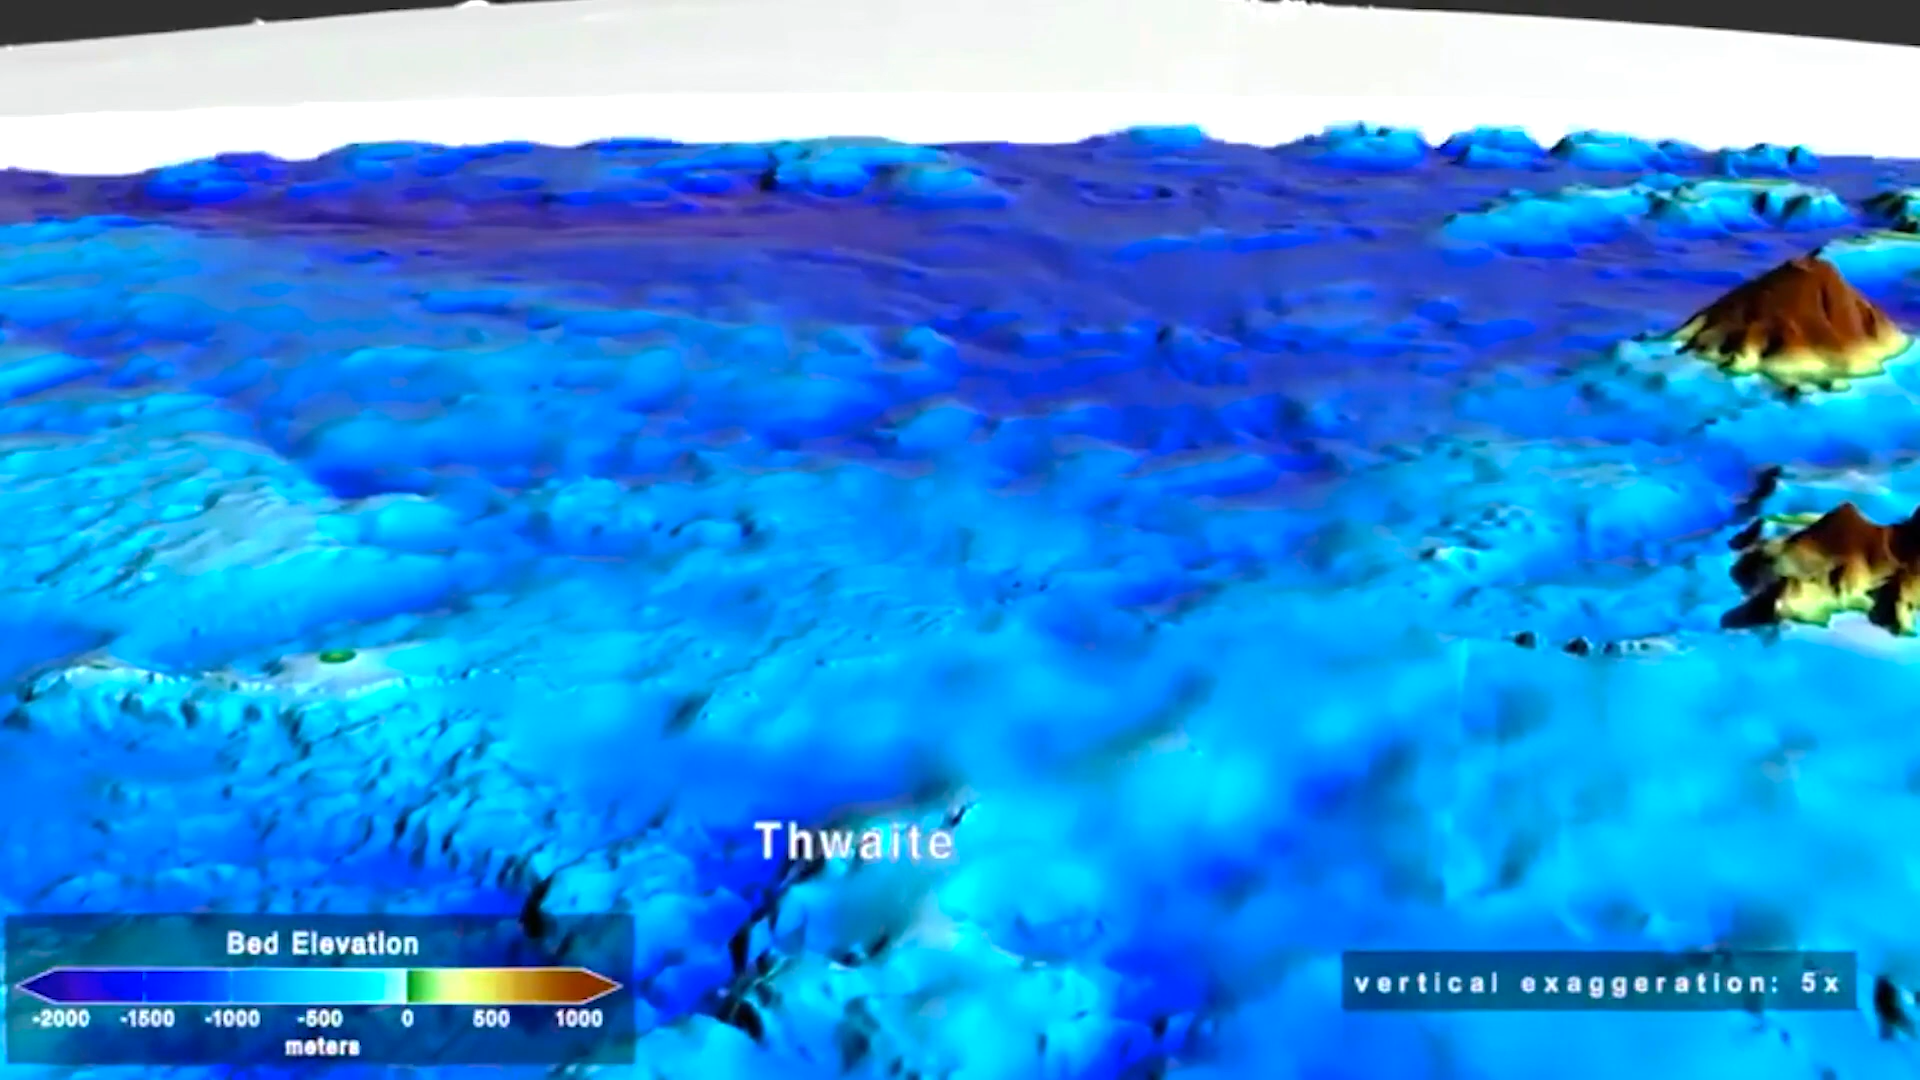 Thwaite
Bed Elevation
-2000 -1500 -1000 -500 0 500 1000
meters
vertical exaggeration: 5x